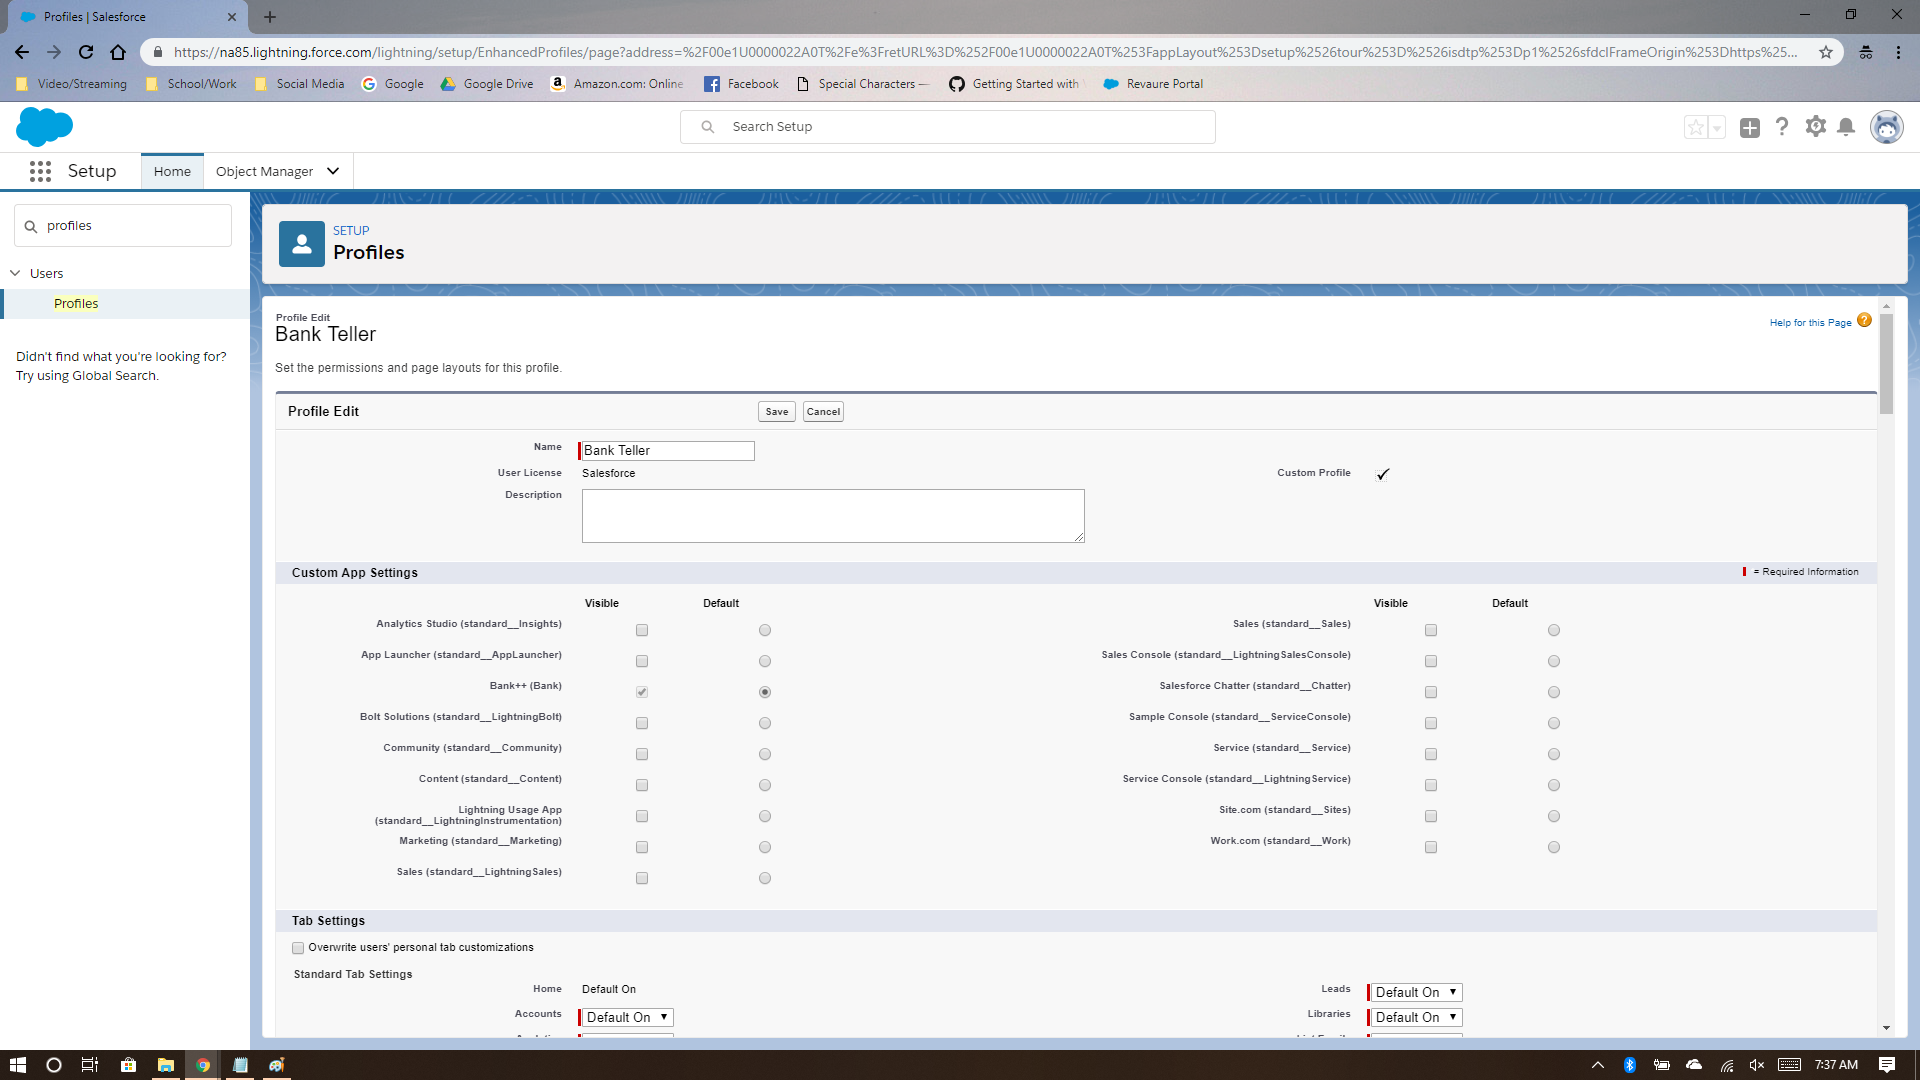 Profiles | Salesforce
https://na85.lightning.force.com/lightning/setup/EnhancedProfiles/page?address=%2F00e1U0000022A0T%2Fe%3FretURL%3D%252F00e1U0000022A0T%253FappLayout%253Dsetup%2526tour%253D%2526isdtp%253Dp1%2526sfdcIFrameOrigin%253Dhttps%25...
Video/Streaming School/Work Social Media Google Google Drive Amazon.com: Online Facebook Special Characters — Getting Started with Revaure Portal
Search Setup
Setup Home Object Manager
profiles
Users
Profiles
Didn't find what you're looking for?
Try using Global Search.
SETUP
Profiles
Profile Edit
Bank Teller
Help for this Page ?
Set the permissions and page layouts for this profile.
Profile Edit Save Cancel
Name Bank Teller
User License Salesforce Custom Profile
Description
Custom App Settings = Required Information
Visible Default Visible Default
Analytics Studio (standard__Insights) Sales (standard__Sales)
App Launcher (standard__AppLauncher) Sales Console (standard__LightningSalesConsole)
Bank++ (Bank) Salesforce Chatter (standard__Chatter)
Bolt Solutions (standard__LightningBolt) Sample Console (standard__ServiceConsole)
Community (standard__Community) Service (standard__Service)
Content (standard__Content) Service Console (standard__LightningService)
Lightning Usage App Site.com (standard__Sites)
(standard__LightningInstrumentation)
Marketing (standard__Marketing) Work.com (standard__Work)
Sales (standard__LightningSales)
Tab Settings
Overwrite users' personal tab customizations
Standard Tab Settings
Home Default On Leads Default On
Accounts Default On Libraries Default On
7:37 AM